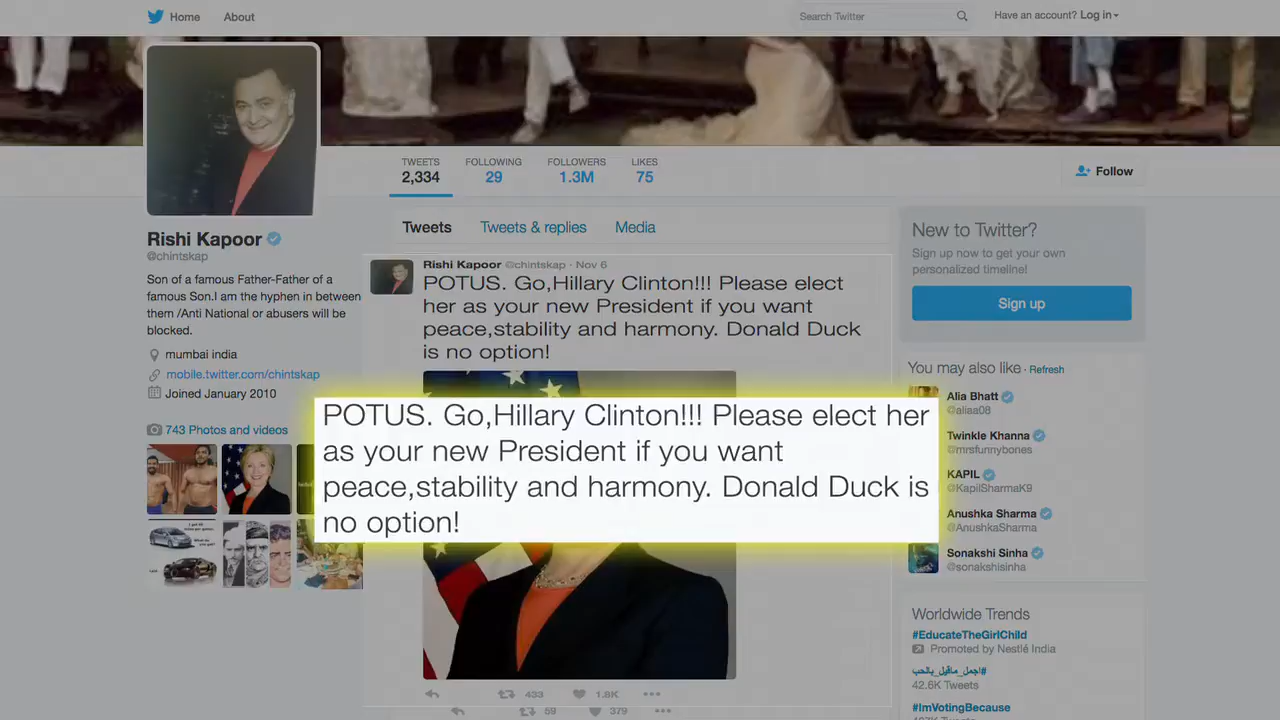 Home
About
Search Twitter
Have an account? Log in
TWEETS
2,334
FOLLOWING
29
FOLLOWERS
1.3M
LIKES
75
Follow
Rishi Kapoor
@chintskap
Son of a famous Father-Father of a
famous Son.I am the hyphen in between
them /Anti National or abusers will be
blocked.
mumbai india
mobile.twitter.com/chintskap
Joined January 2010
743 Photos and videos
Tweets
Tweets & replies
Media
Rishi Kapoor @chintskap · Nov 6
POTUS. Go,Hillary Clinton!!! Please elect
her as your new President if you want
peace,stability and harmony. Donald Duck
is no option!
POTUS. Go,Hillary Clinton!!! Please elect her
as your new President if you want
peace,stability and harmony. Donald Duck is
no option!
433
1.8K
59
379
New to Twitter?
Sign up now to get your own
personalized timeline!
Sign up
You may also like · Refresh
Alia Bhatt
@aliaa08
Twinkle Khanna
@mrsfunnybones
KAPIL
@KapilSharmaK9
Anushka Sharma
@AnushkaSharma
Sonakshi Sinha
@sonakshisinha
Worldwide Trends
#EducateTheGirlChild
Promoted by Nestlé India
#اجمل_ماقيل_بالحب
42.6K Tweets
#ImVotingBecause